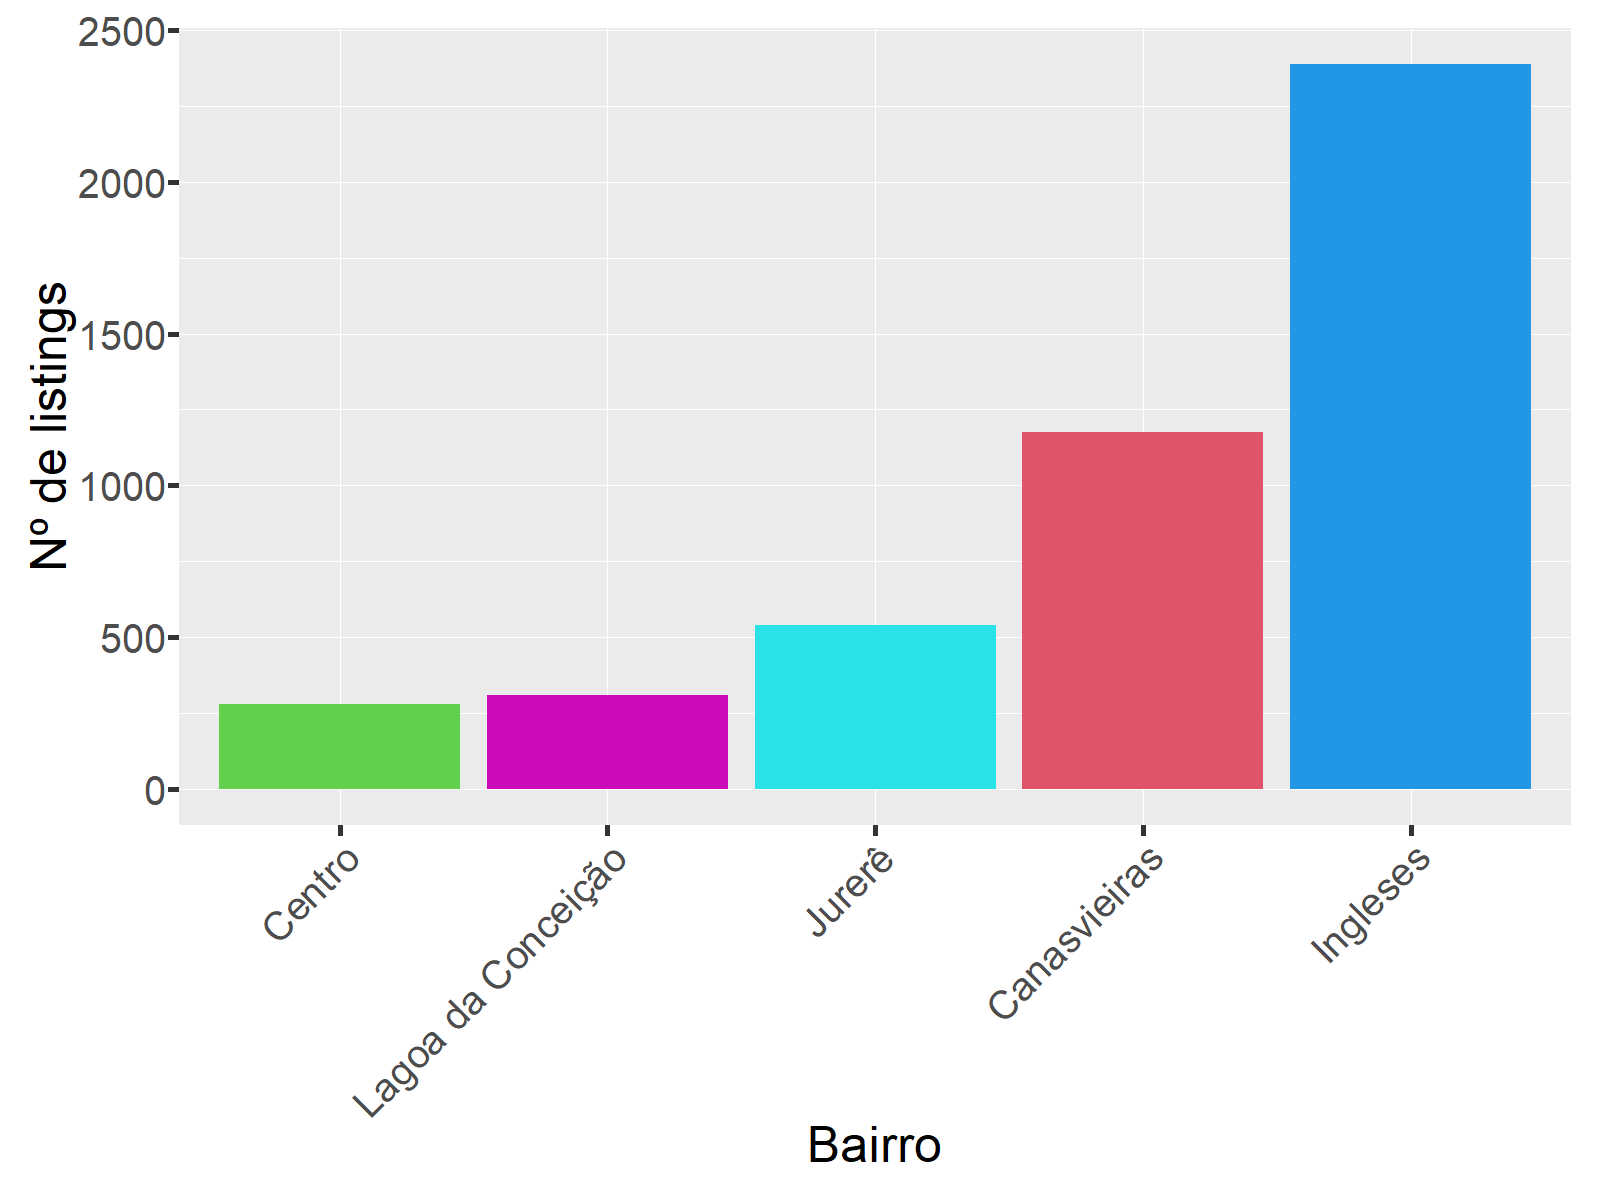 Nº de listings
2500
2000
1500
1000
500
0
Centro
Lagoa da Conceição
Jurerê
Canasvieiras
Ingleses
Bairro